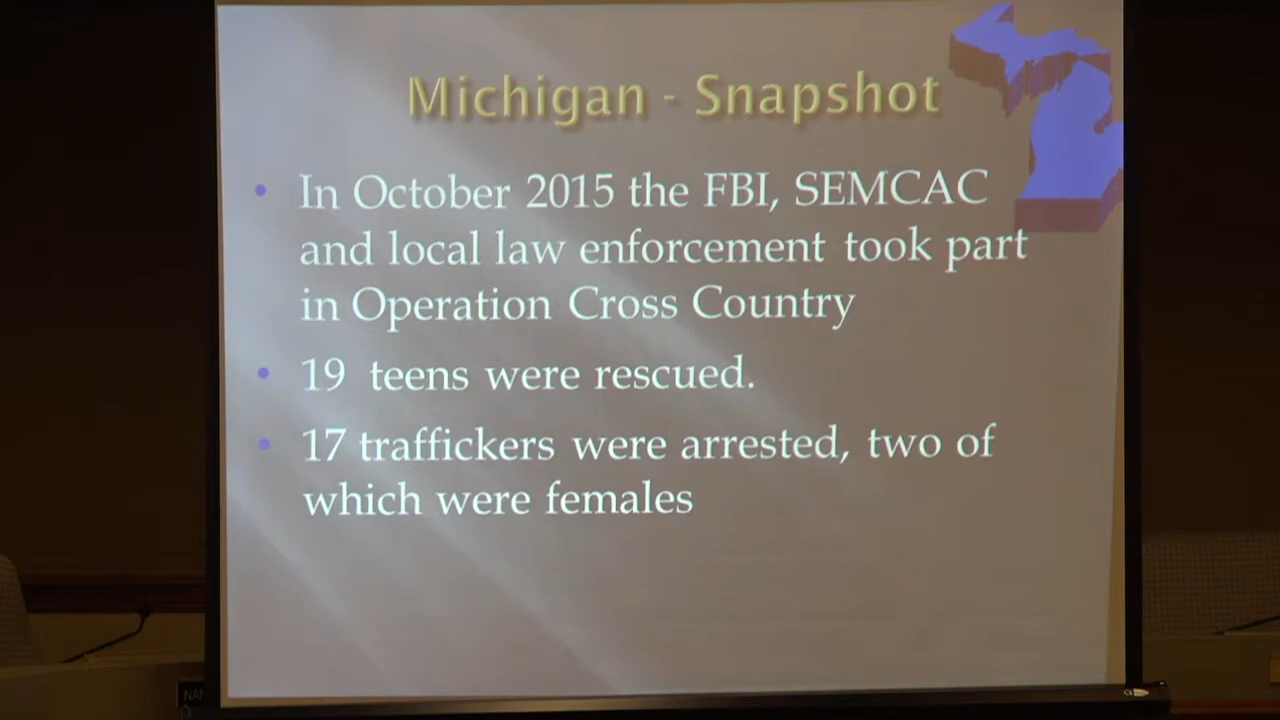 Michigan - Snapshot
• In October 2015 the FBI, SEMCAC
and local law enforcement took part
in Operation Cross Country
• 19 teens were rescued.
• 17 traffickers were arrested, two of
which were females
NAN